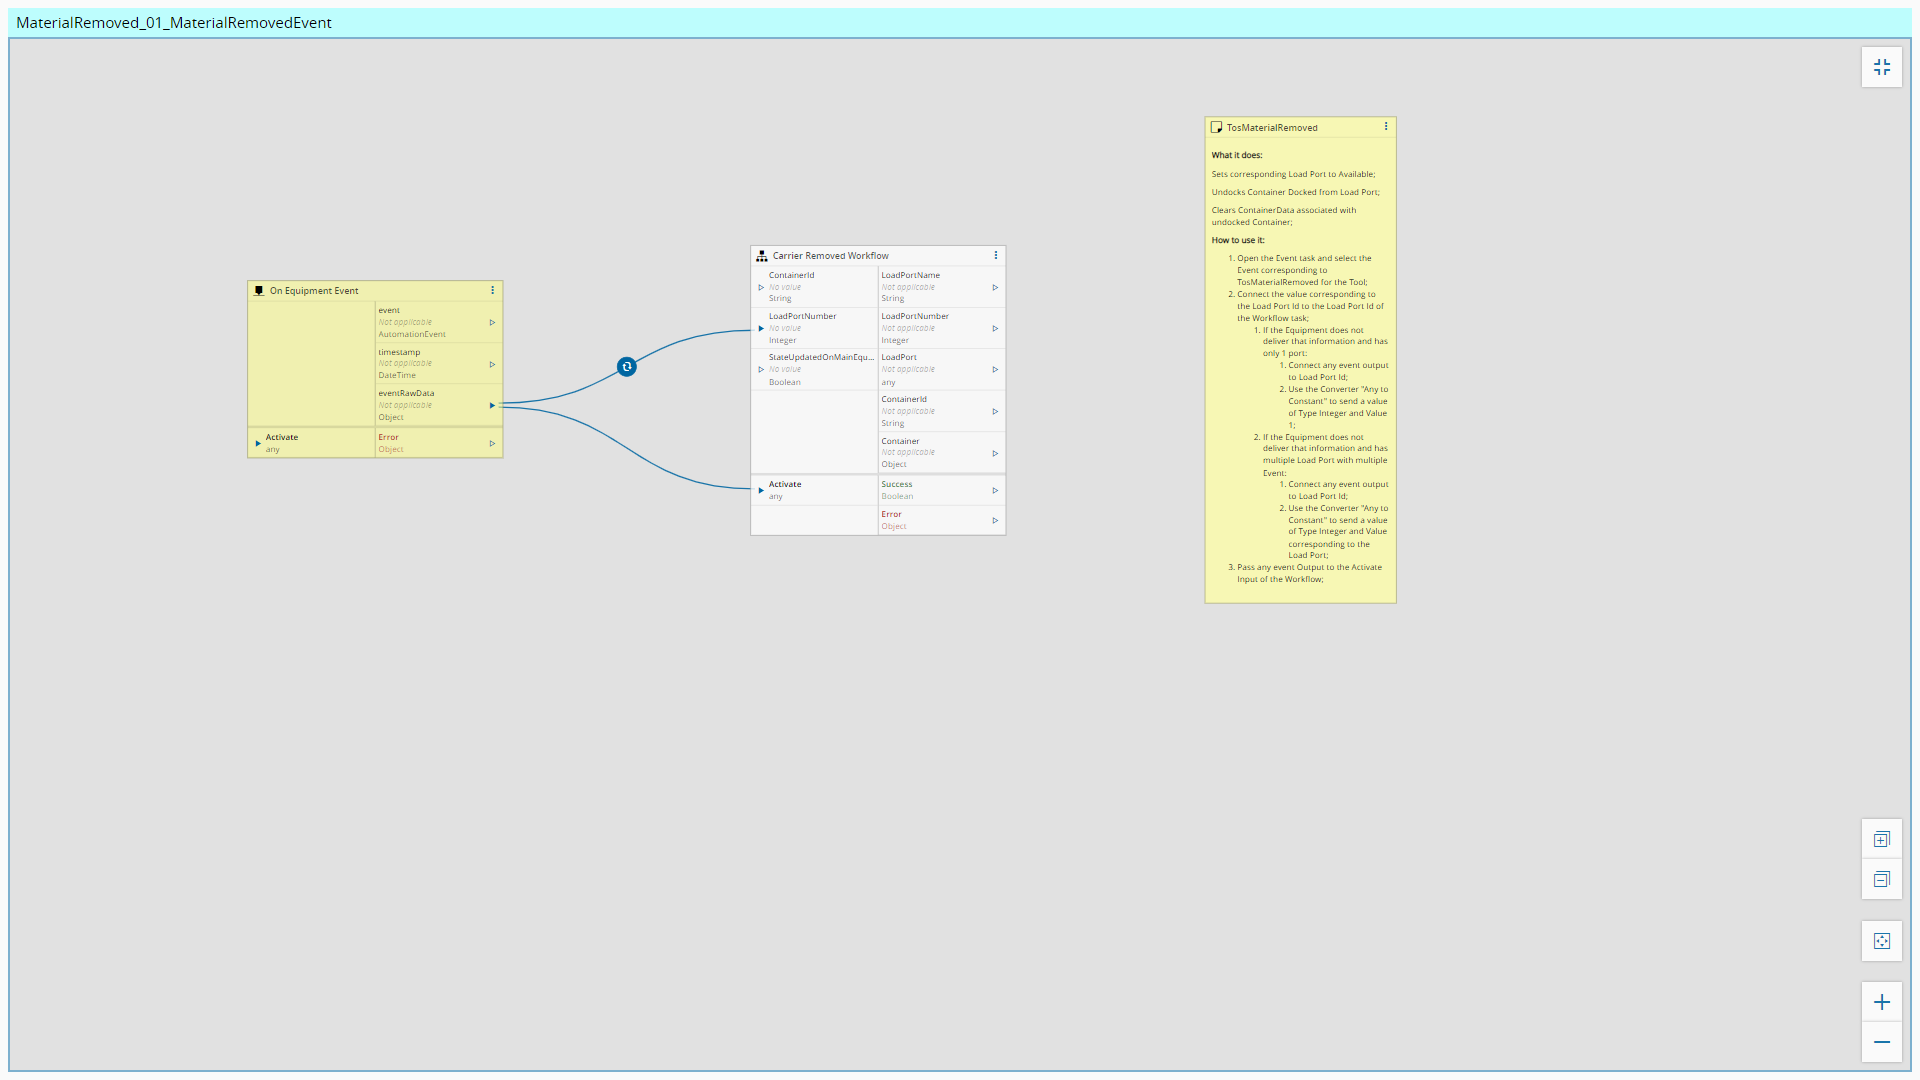 MaterialRemoved_01_MaterialRemovedEvent
On Equipment Event
event
Not applicable
AutomationEvent
timestamp
Not applicable
DateTime
eventRawData
Not applicable
Object
Activate
any
Error
Object
Carrier Removed Workflow
ContainerId
No value
String
LoadPortName
Not applicable
String
LoadPortNumber
No value
Integer
LoadPortNumber
Not applicable
Integer
StateUpdatedOnMainEqu...
No value
Boolean
LoadPort
Not applicable
any
ContainerId
Not applicable
String
Container
Not applicable
Object
Activate
any
Success
Boolean
Error
Object
TosMaterialRemoved
What it does:
Sets corresponding Load Port to Available;
Undocks Container Docked from Load Port;
Clears ContainerData associated with
undocked Container;
How to use it:
1. Open the Event task and select the
Event corresponding to
TosMaterialRemoved for the Tool;
2. Connect the value corresponding to
the Load Port Id to the Load Port Id of
the Workflow task;
1. If the Equipment does not
deliver that information and has
only 1 port:
1. Connect any event output
to Load Port Id;
2. Use the Converter "Any to
Constant" to send a value
of Type Integer and Value
1;
2. If the Equipment does not
deliver that information and has
multiple Load Port with multiple
Event:
1. Connect any event output
to Load Port Id;
2. Use the Converter "Any to
Constant" to send a value
of Type Integer and Value
corresponding to the
Load Port;
3. Pass any event Output to the Activate
Input of the Workflow;